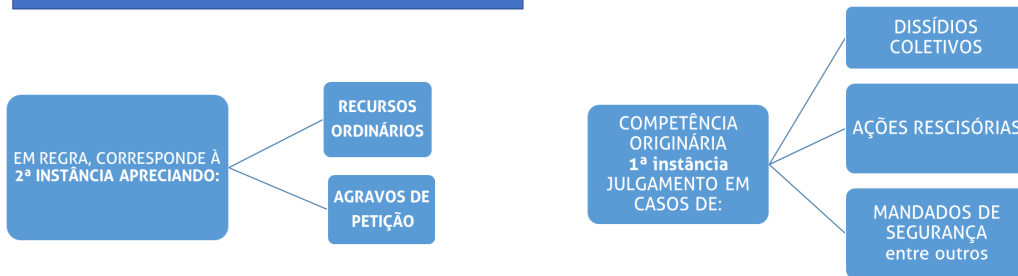 EM REGRA, CORRESPONDE À
2ª INSTÂNCIA APRECIANDO:
RECURSOS
ORDINÁRIOS
AGRAVOS DE
PETIÇÃO
COMPETÊNCIA
ORIGINÁRIA
1ª instância
JULGAMENTO EM
CASOS DE:
DISSÍDIOS
COLETIVOS
AÇÕES RESCISÓRIAS
MANDADOS DE
SEGURANÇA
entre outros